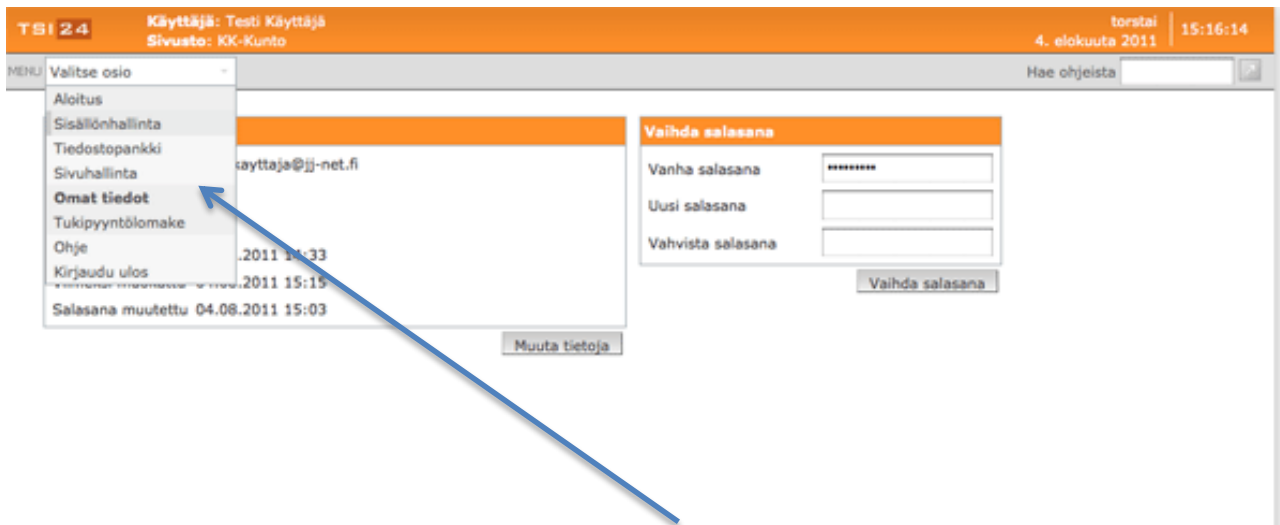 TSI 24
Käyttäjä: Testi Käyttäjä
Sivusto: KK-Kunto
torstai
4. elokuuta 2011
15:16:14
MENU Valitse osio
Hae ohjeista
Aloitus
Sisällönhallinta
Tiedostopankki
Sivuhallinta
Omat tiedot
Tukipyyntölomake
Ohje
Kirjaudu ulos
kayttaja@jj-net.fi
.2011 14:33
.2011 15:15
Salasana muutettu 04.08.2011 15:03
Muuta tietoja
Vaihda salasana
Vanha salasana
Uusi salasana
Vahvista salasana
Vaihda salasana